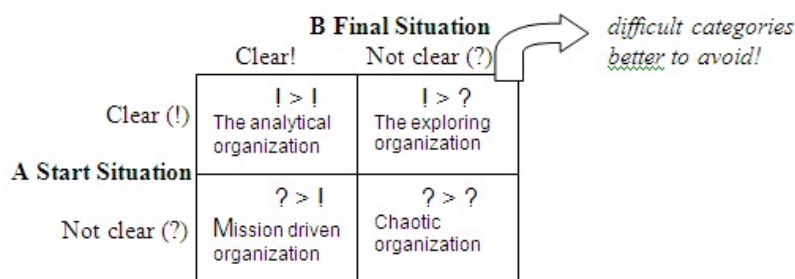 B Final Situation
difficult categories
better to avoid!
Clear!
Not clear (?)
Clear (!)
! > !
The analytical
organization
! > ?
The exploring
organization
A Start Situation
Not clear (?)
? > !
Mission driven
organization
? > ?
Chaotic
organization